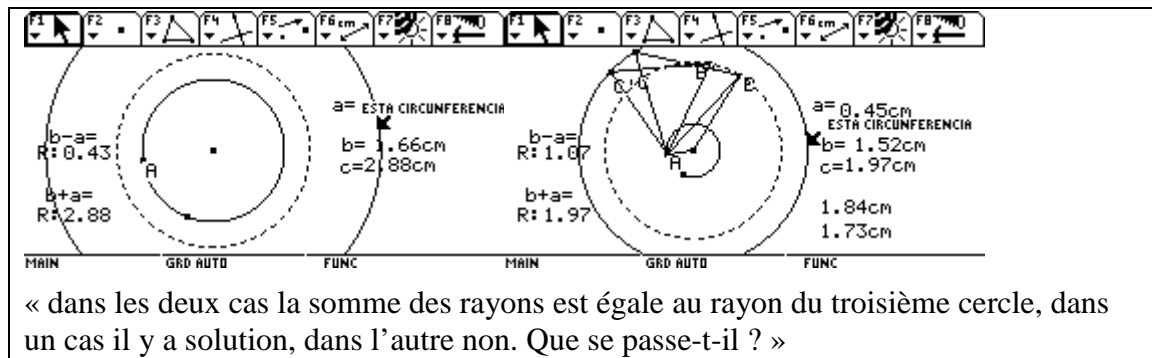 F1 F2 F3 F4 F5 F6 cm F7 F8 F1 F2 F3 F4 F5 F6 cm F7 F8
a= ESTA CIRCUNFERENCIA
b-a=
R:0.43
b= 1.66cm
c=2.88cm
A
b+a=
R:2.88
MAIN GRD AUTO FUNC
C' C B' B
a= 0.45cm
ESTA CIRCUNFERENCIA
b-a=
R:1.07
b= 1.52cm
c=1.97cm
A
b+a=
R:1.97
1.84cm
1.73cm
MAIN GRD AUTO FUNC
« dans les deux cas la somme des rayons est égale au rayon du troisième cercle, dans
un cas il y a solution, dans l’autre non. Que se passe-t-il ? »